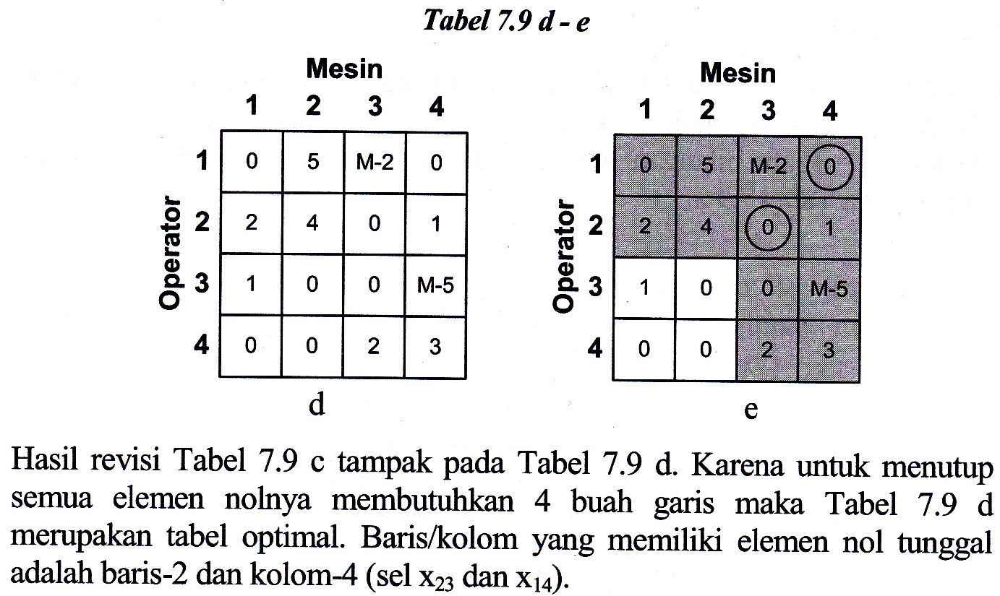 Tabel 7.9 d - e
Mesin
1 2 3 4
Operator
1 0 5 M-2 0
2 2 4 0 1
3 1 0 0 M-5
4 0 0 2 3
d
Mesin
1 2 3 4
Operator
1 0 5 M-2 0
2 2 4 0 1
3 1 0 0 M-5
4 0 0 2 3
e
Hasil revisi Tabel 7.9 c tampak pada Tabel 7.9 d. Karena untuk menutup
semua elemen nolnya membutuhkan 4 buah garis maka Tabel 7.9 d
merupakan tabel optimal. Baris/kolom yang memiliki elemen nol tunggal
adalah baris-2 dan kolom-4 (sel x₂₃ dan x₁₄).